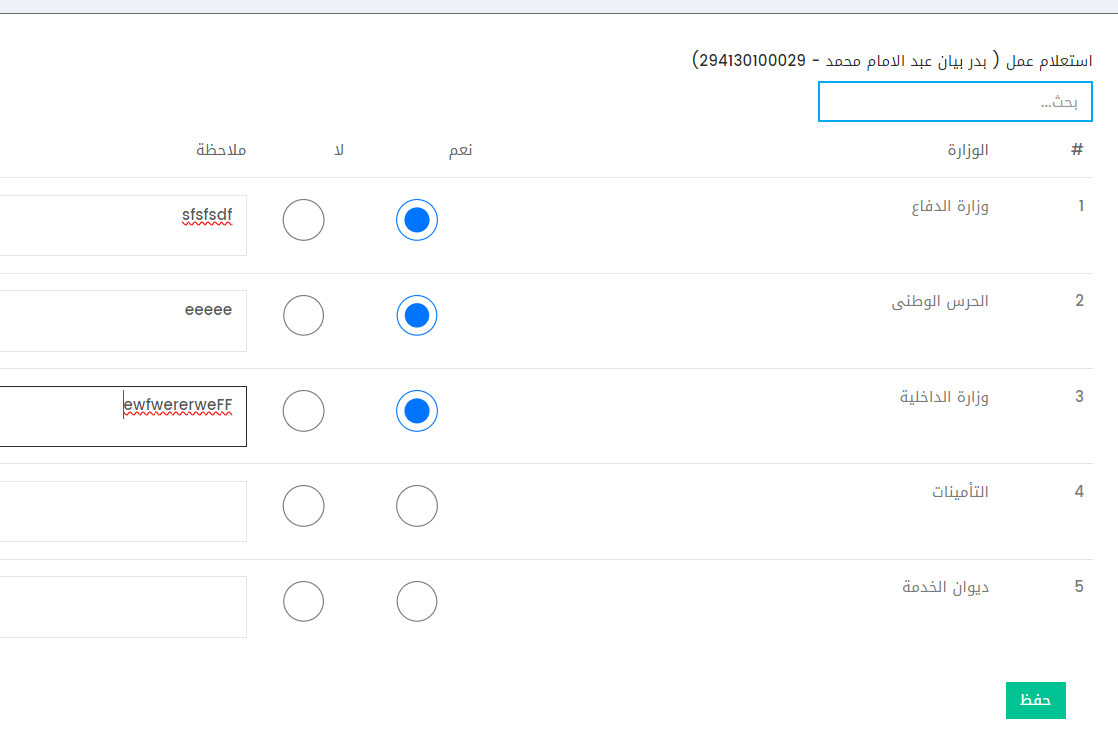 استعلام عمل ( بدر بيان عبد الامام محمد - 294130100029)
بحث...
# الوزارة نعم لا ملاحظة
1 وزارة الدفاع sfsfsdf
2 الحرس الوطنى eeeee
3 وزارة الداخلية ewfwererweFF
4 التأمينات
5 ديوان الخدمة
حفظ